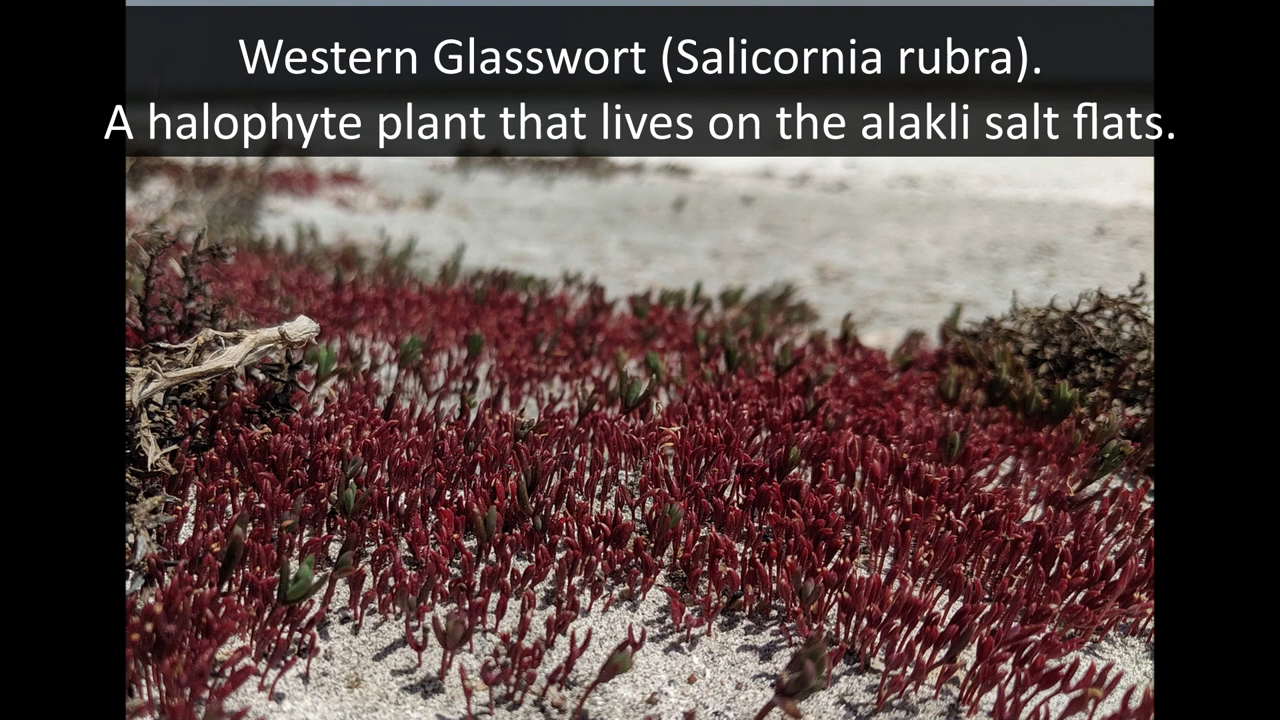 Western Glasswort (Salicornia rubra).
A halophyte plant that lives on the alakli salt flats.